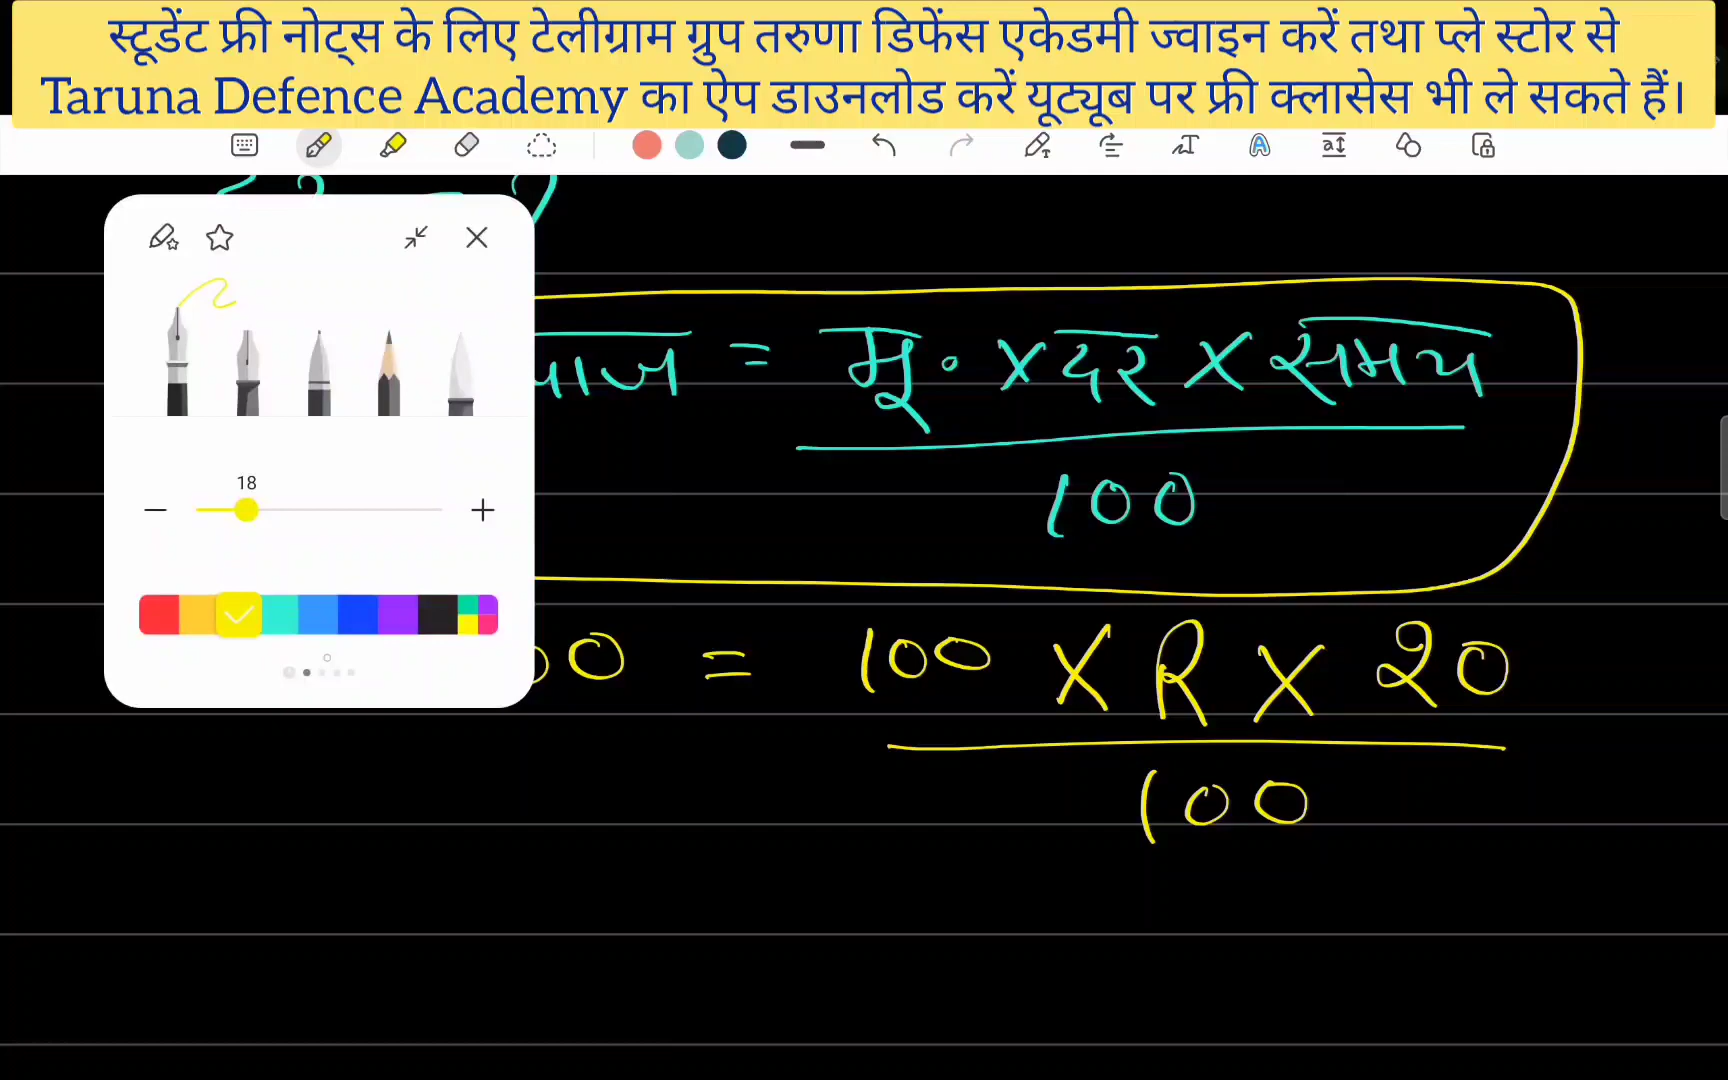 स्टूडेंट फ्री नोट्स के लिए टेलीग्राम ग्रुप तरुणा डिफेंस एकेडमी ज्वाइन करें तथा प्ले स्टोर से
Taruna Defence Academy का ऐप डाउनलोड करें यूट्यूब पर फ्री क्लासेस भी ले सकते हैं।
18
= मू. X दर X समय
100
= 100 X R X 20
100